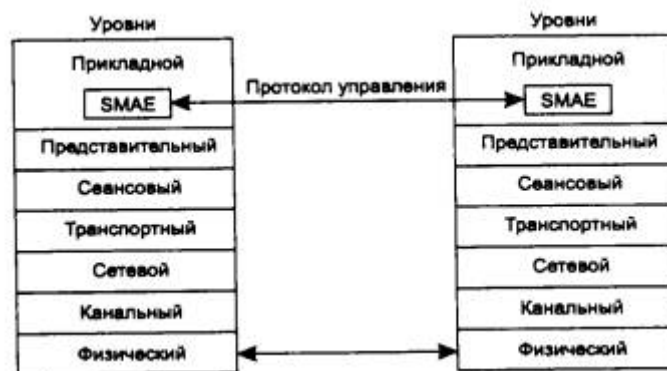 Уровни
Прикладной
SMAE
Представительный
Сеансовый
Транспортный
Сетевой
Канальный
Физический
Протокол управления
Уровни
Прикладной
SMAE
Представительный
Сеансовый
Транспортный
Сетевой
Канальный
Физический